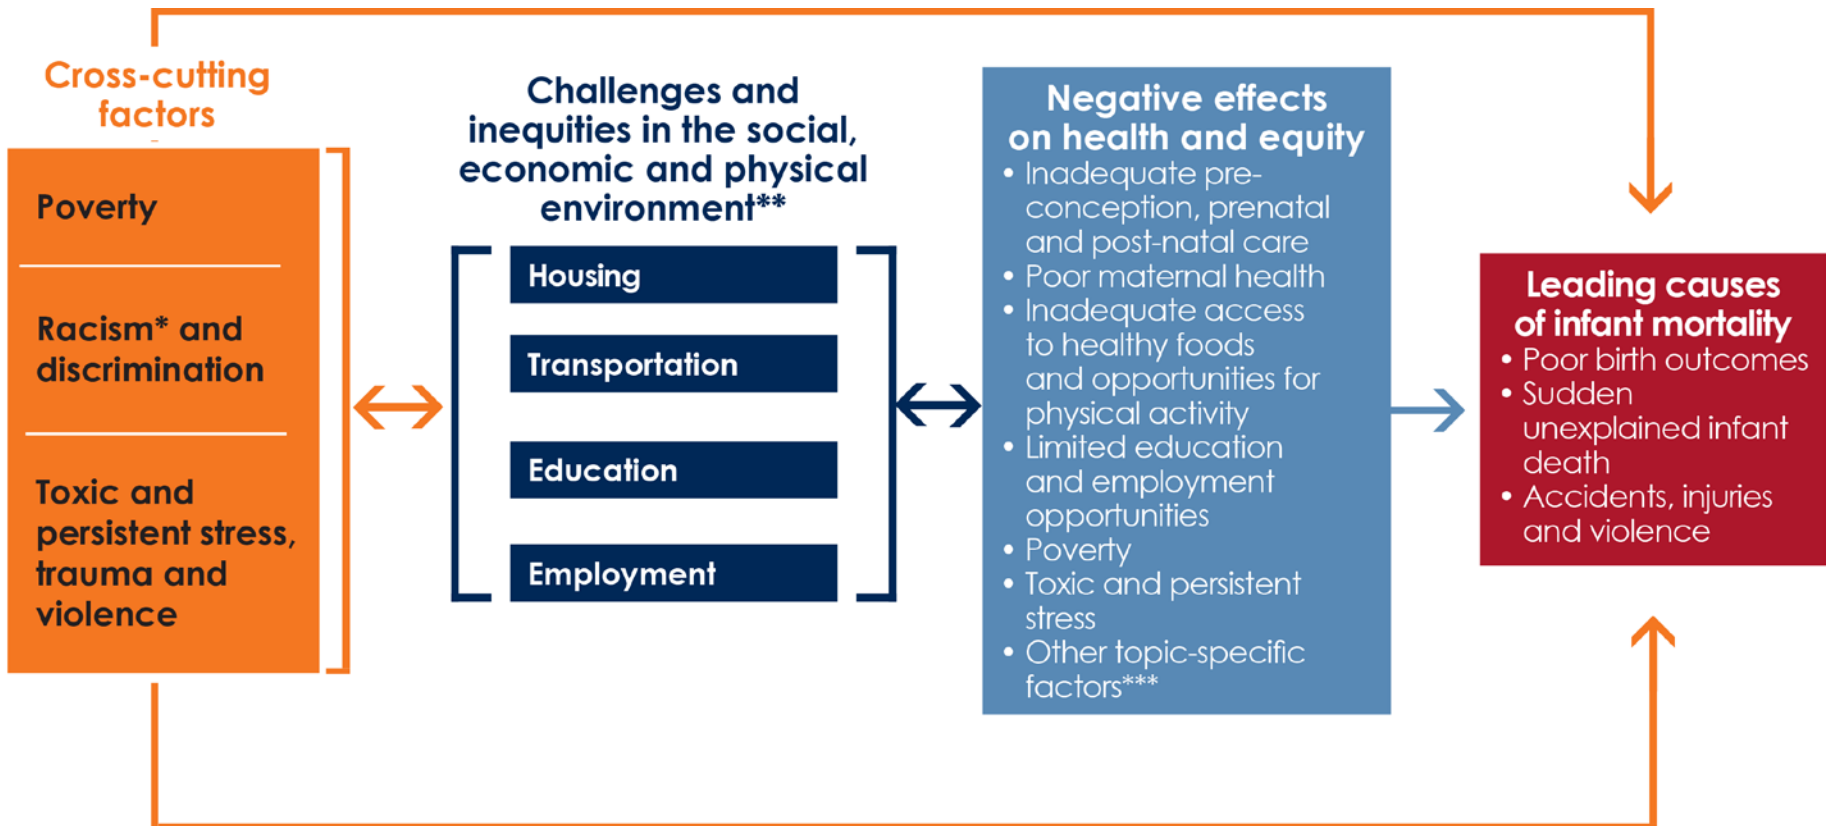 Cross-cutting
factors
Poverty
Racism* and
discrimination
Toxic and
persistent stress,
trauma and
violence
Challenges and
inequities in the social,
economic and physical
environment**
Housing
Transportation
Education
Employment
Negative effects
on health and equity
• Inadequate pre-
conception, prenatal
and post-natal care
• Poor maternal health
• Inadequate access
to healthy foods
and opportunities for
physical activity
• Limited education
and employment
opportunities
• Poverty
• Toxic and persistent
stress
• Other topic-specific
factors***
Leading causes
of infant mortality
• Poor birth outcomes
• Sudden
unexplained infant
death
• Accidents, injuries
and violence